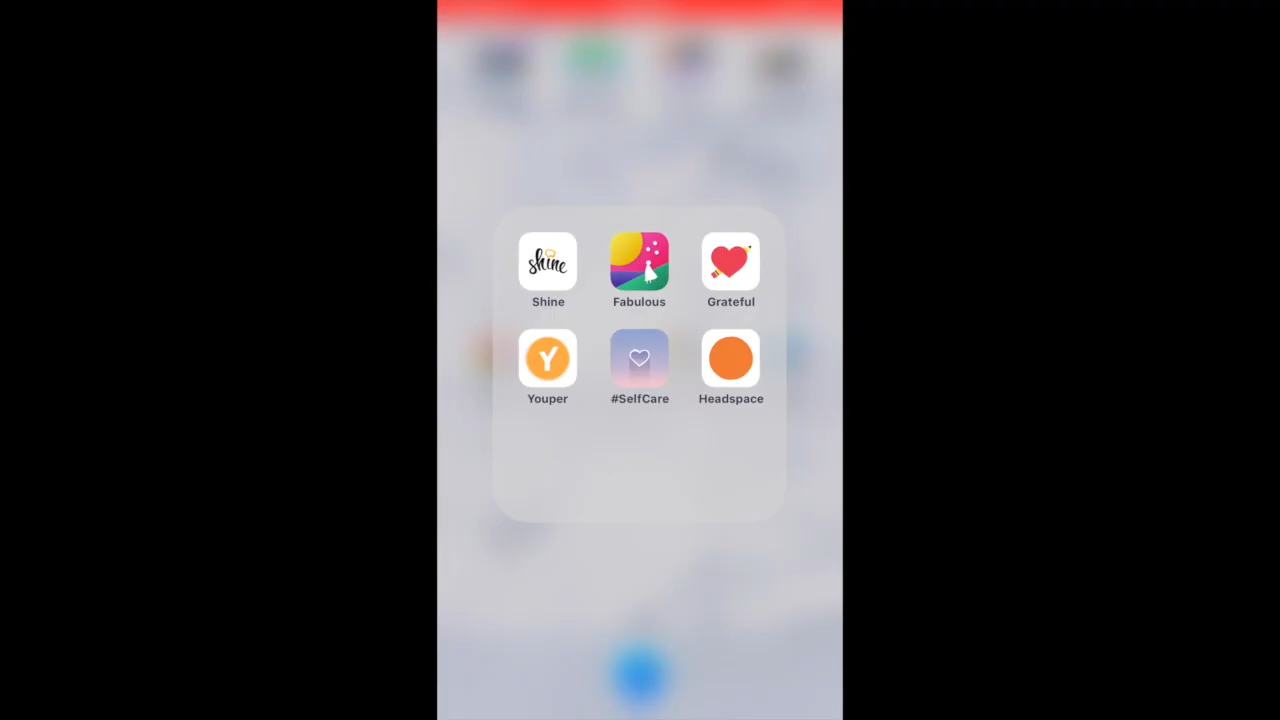 shine
Shine
Fabulous
Grateful
Y
Youper
#SelfCare
Headspace